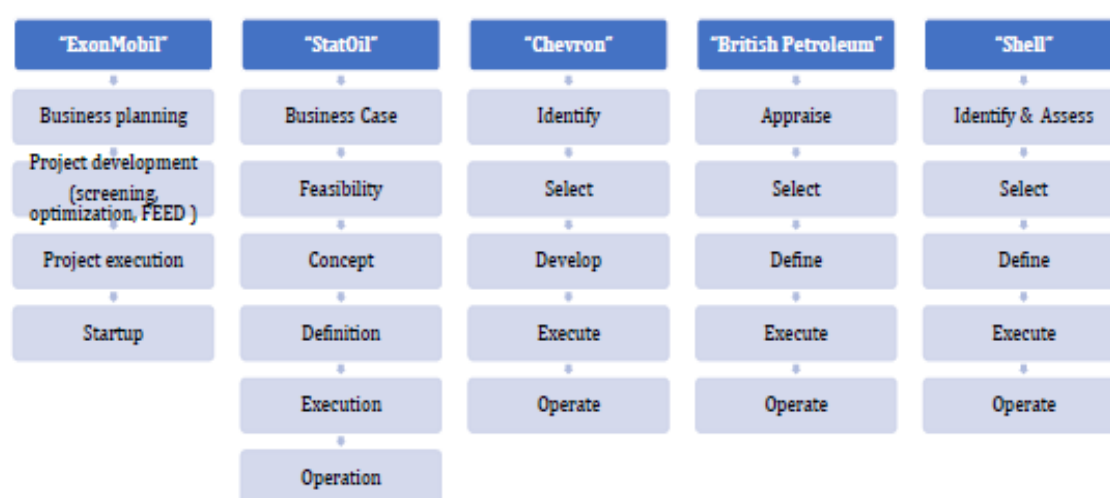 “ExonMobil”
Business planning
Project development
(screening,
optimization, FEED )
Project execution
Startup
“StatOil”
Business Case
Feasibility
Concept
Definition
Execution
Operation
“Chevron”
Identify
Select
Develop
Execute
Operate
“British Petroleum”
Appraise
Select
Define
Execute
Operate
“Shell”
Identify & Assess
Select
Define
Execute
Operate